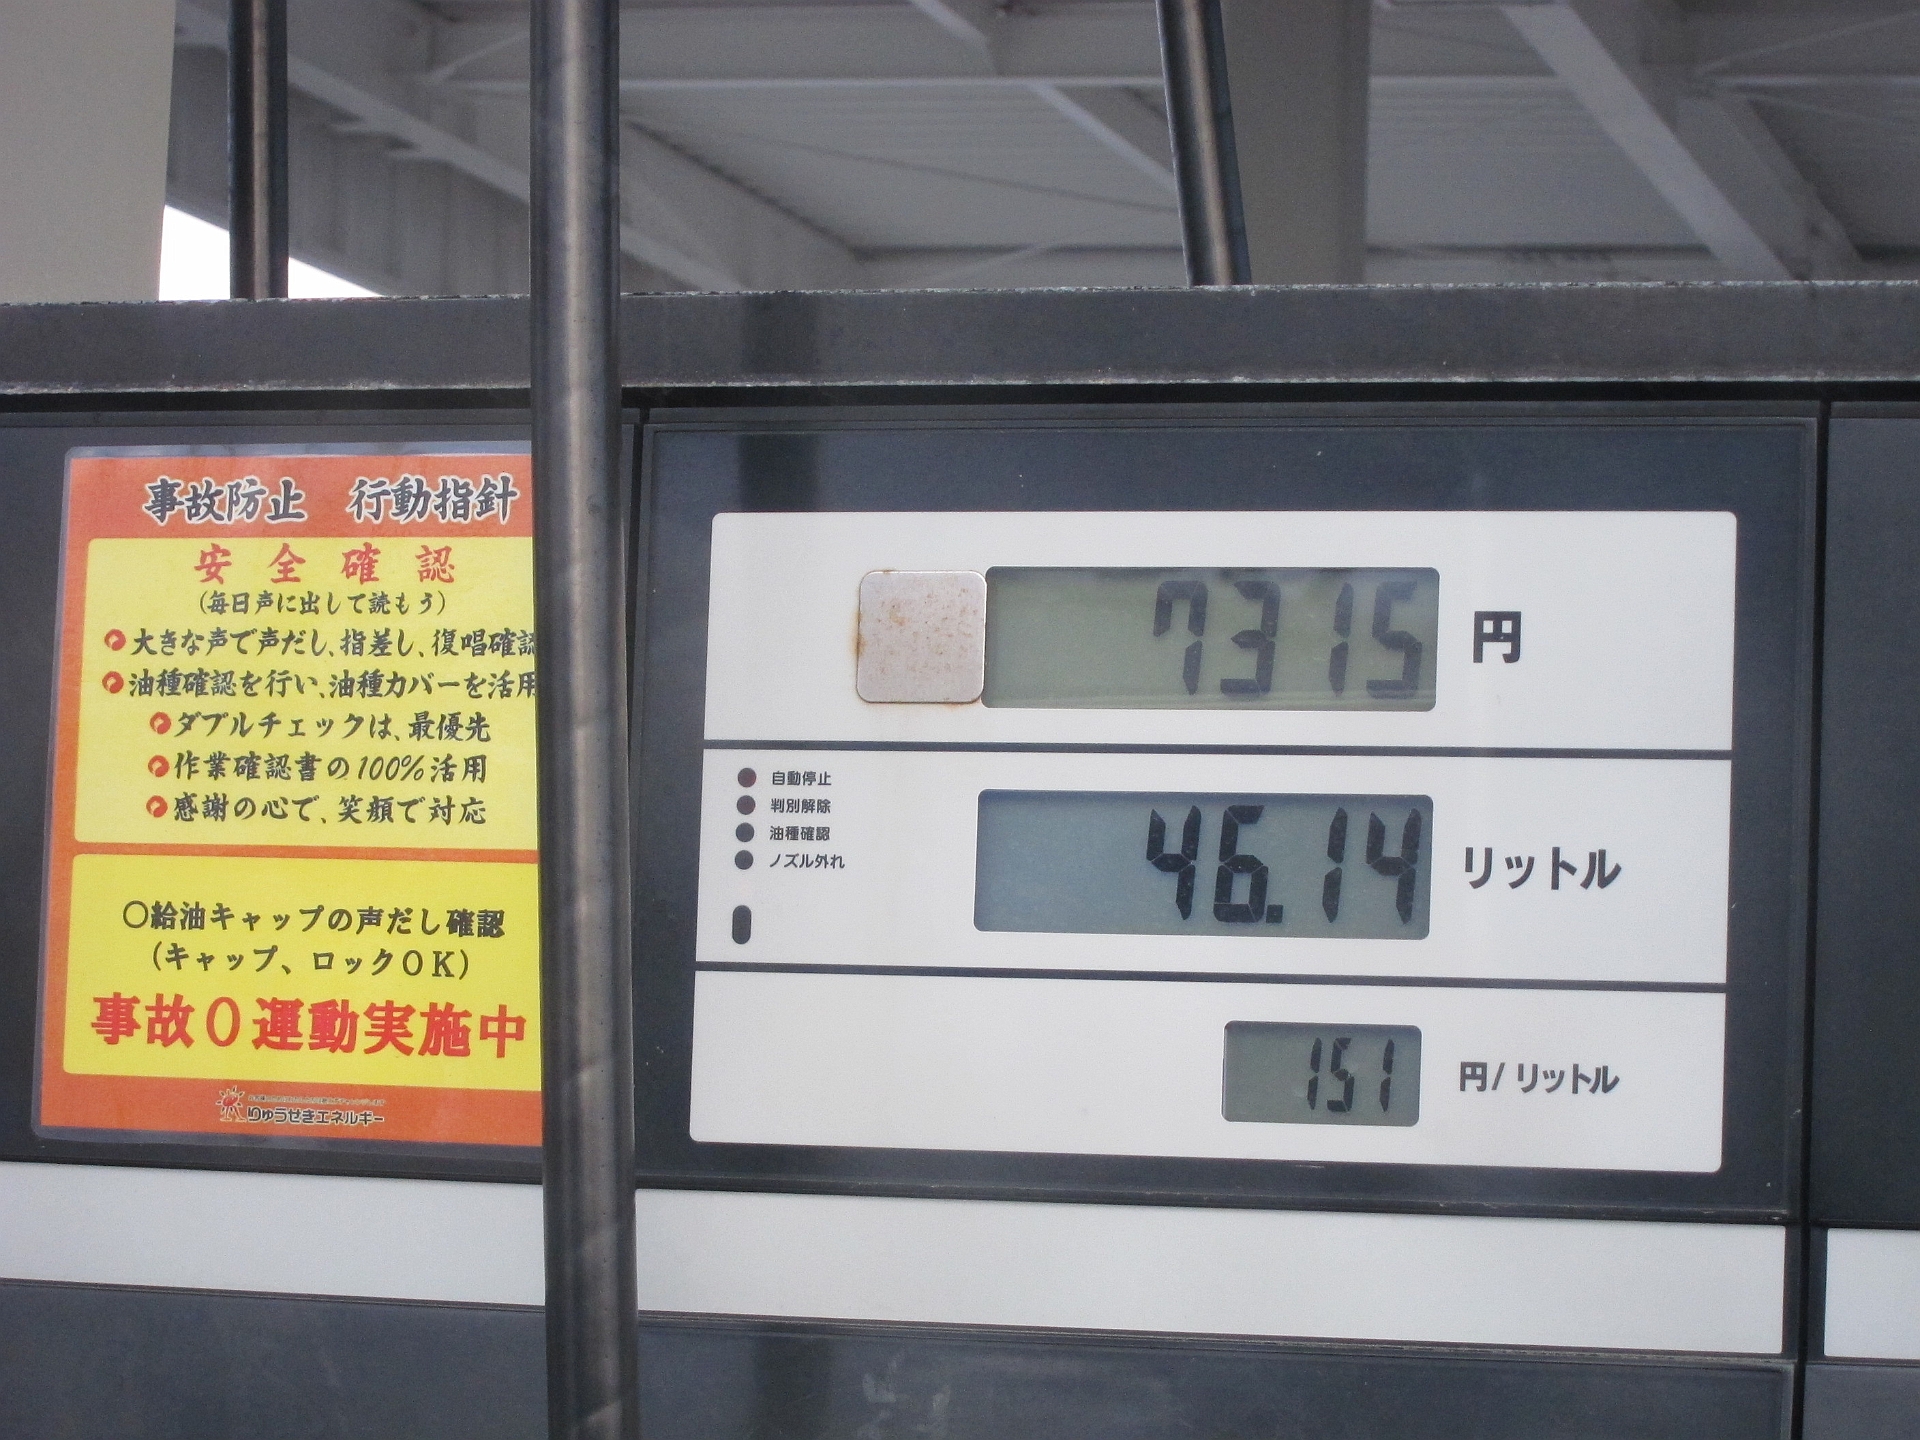 事故防止 行動指針
安全確認
(毎日声に出して読もう)
大きな声で声だし、指差し、復唱確認
油種確認を行い、油種カバーを活用
ダブルチェックは、最優先
作業確認書の100%活用
感謝の心で、笑顔で対応
○給油キャップの声だし確認
(キャップ、ロックOK)
事故0運動実施中
りゅうせきエネルギー
7315 円
自動停止
判別解除
油種確認
ノズル外れ
46.14 リットル
151 円/リットル